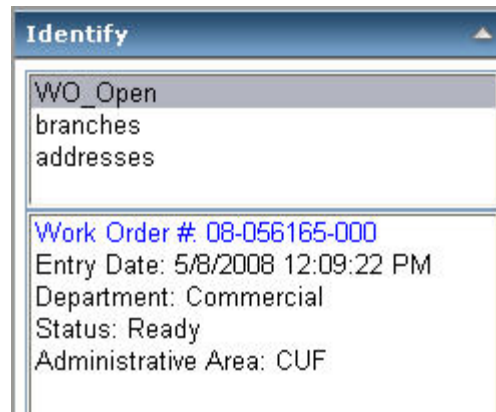 Identify
WO_Open
branches
addresses
Work Order #: 08-056165-000
Entry Date: 5/8/2008 12:09:22 PM
Department: Commercial
Status: Ready
Administrative Area: CUF